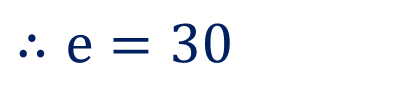 ∴ e = 30